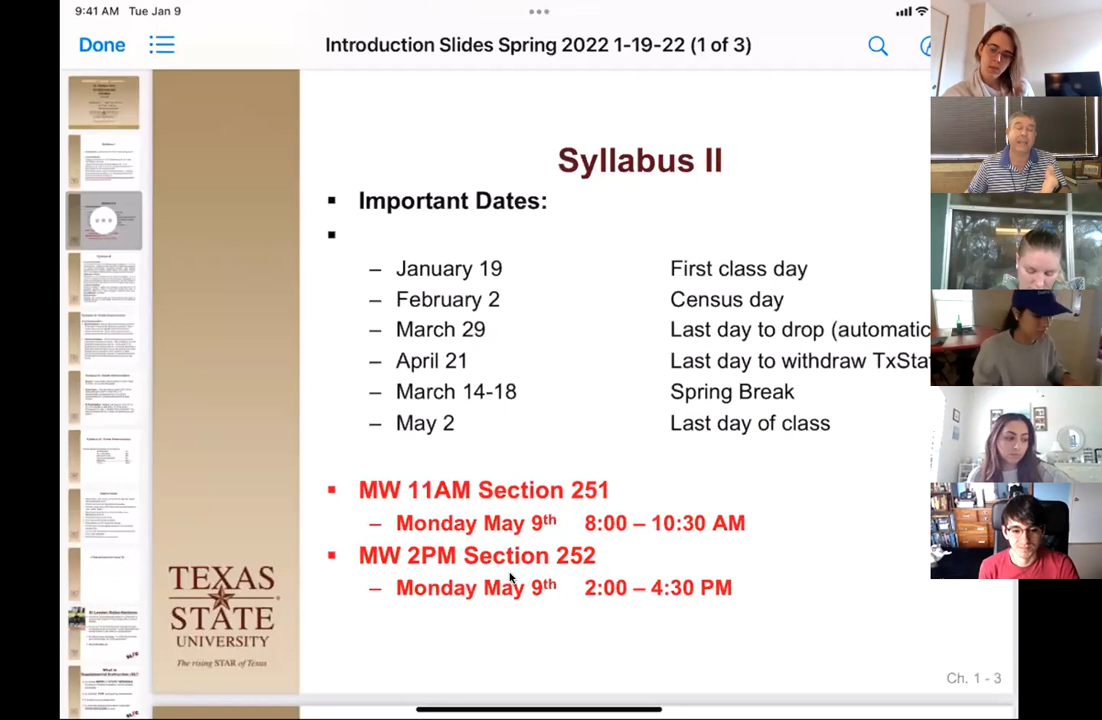 9:41 AM Tue Jan 9
Done
Introduction Slides Spring 2022 1-19-22 (1 of 3)
Syllabus II
▪ Important Dates:
▪
– January 19 First class day
– February 2 Census day
– March 29 Last day to drop (automatic
– April 21 Last day to withdraw TxSta
– March 14-18 Spring Break
– May 2 Last day of class
▪ MW 11AM Section 251
– Monday May 9th 8:00 – 10:30 AM
▪ MW 2PM Section 252
– Monday May 9th 2:00 – 4:30 PM
TEXAS
STATE
UNIVERSITY
The rising STAR of Texas
Ch. 1 - 3